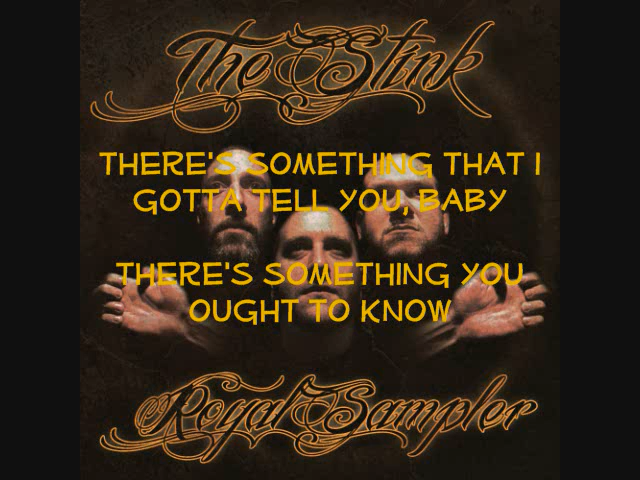 The Stink
THERE'S SOMETHING THAT I
GOTTA TELL YOU, BABY
THERE'S SOMETHING YOU
OUGHT TO KNOW
@Royal Sampler